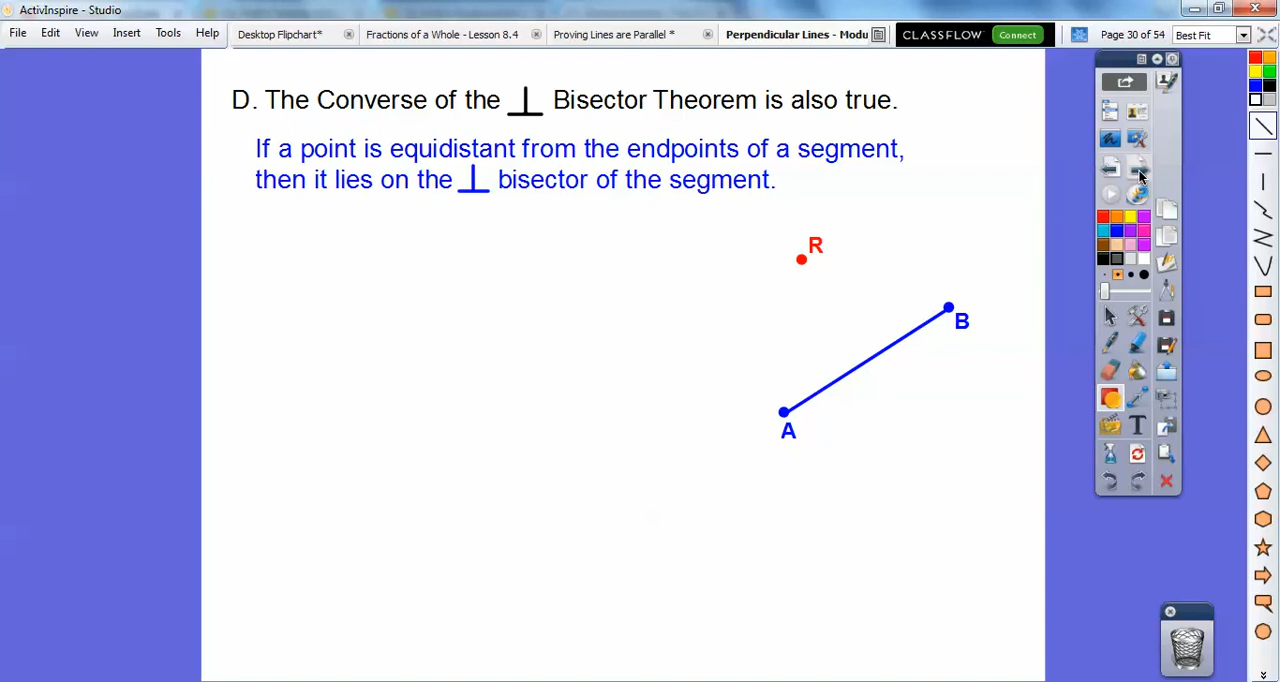 ActivInspire - Studio
File Edit View Insert Tools Help
Desktop Flipchart* Fractions of a Whole - Lesson 8.4 Proving Lines are Parallel * Perpendicular Lines - Modu
CLASSFLOW Connect
Page 30 of 54 Best Fit
D. The Converse of the ⊥ Bisector Theorem is also true.
If a point is equidistant from the endpoints of a segment,
then it lies on the ⊥ bisector of the segment.
R
B
A